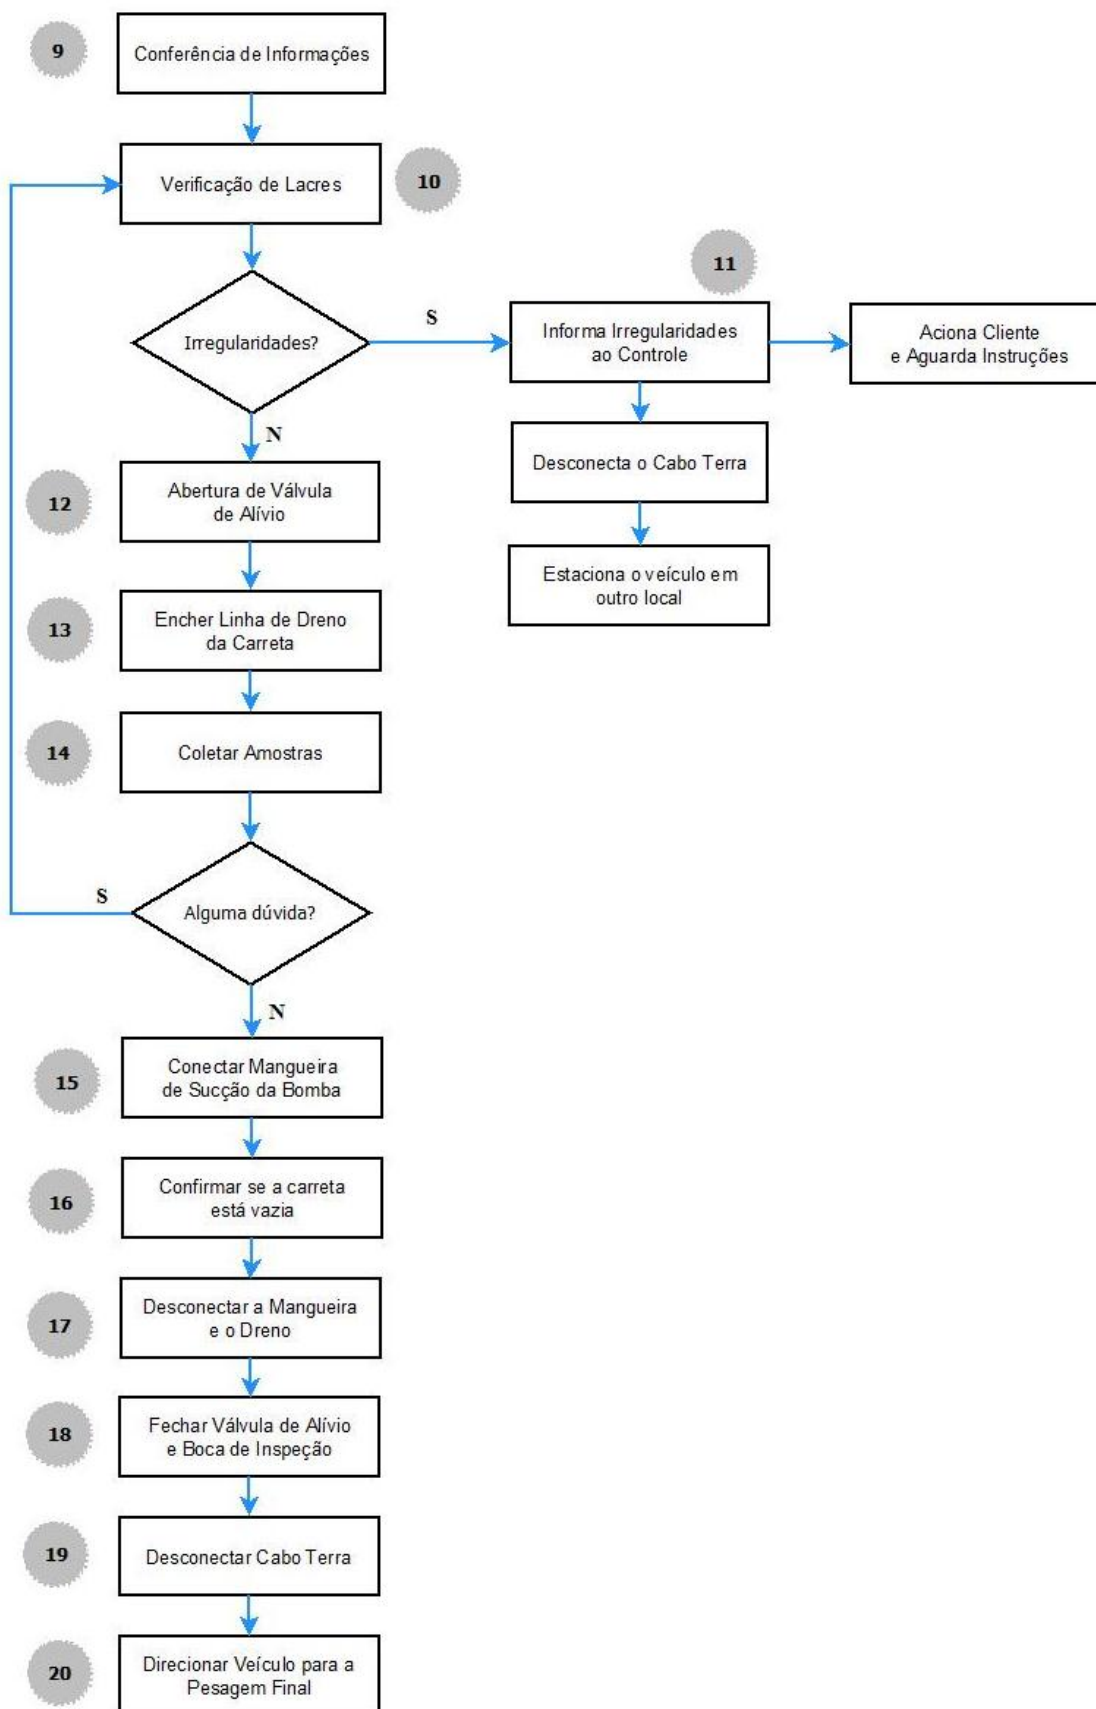 9
Conferência de Informações
Verificação de Lacres
10
11
Irregularidades?
S
Informa Irregularidades
ao Controle
Aciona Cliente
e Aguarda Instruções
N
Desconecta o Cabo Terra
12
Abertura de Válvula
de Alívio
Estaciona o veículo em
outro local
13
Encher Linha de Dreno
da Carreta
14
Coletar Amostras
S
Alguma dúvida?
N
15
Conectar Mangueira
de Sucção da Bomba
16
Confirmar se a carreta
está vazia
17
Desconectar a Mangueira
e o Dreno
18
Fechar Válvula de Alívio
e Boca de Inspeção
19
Desconectar Cabo Terra
20
Direcionar Veículo para a
Pesagem Final